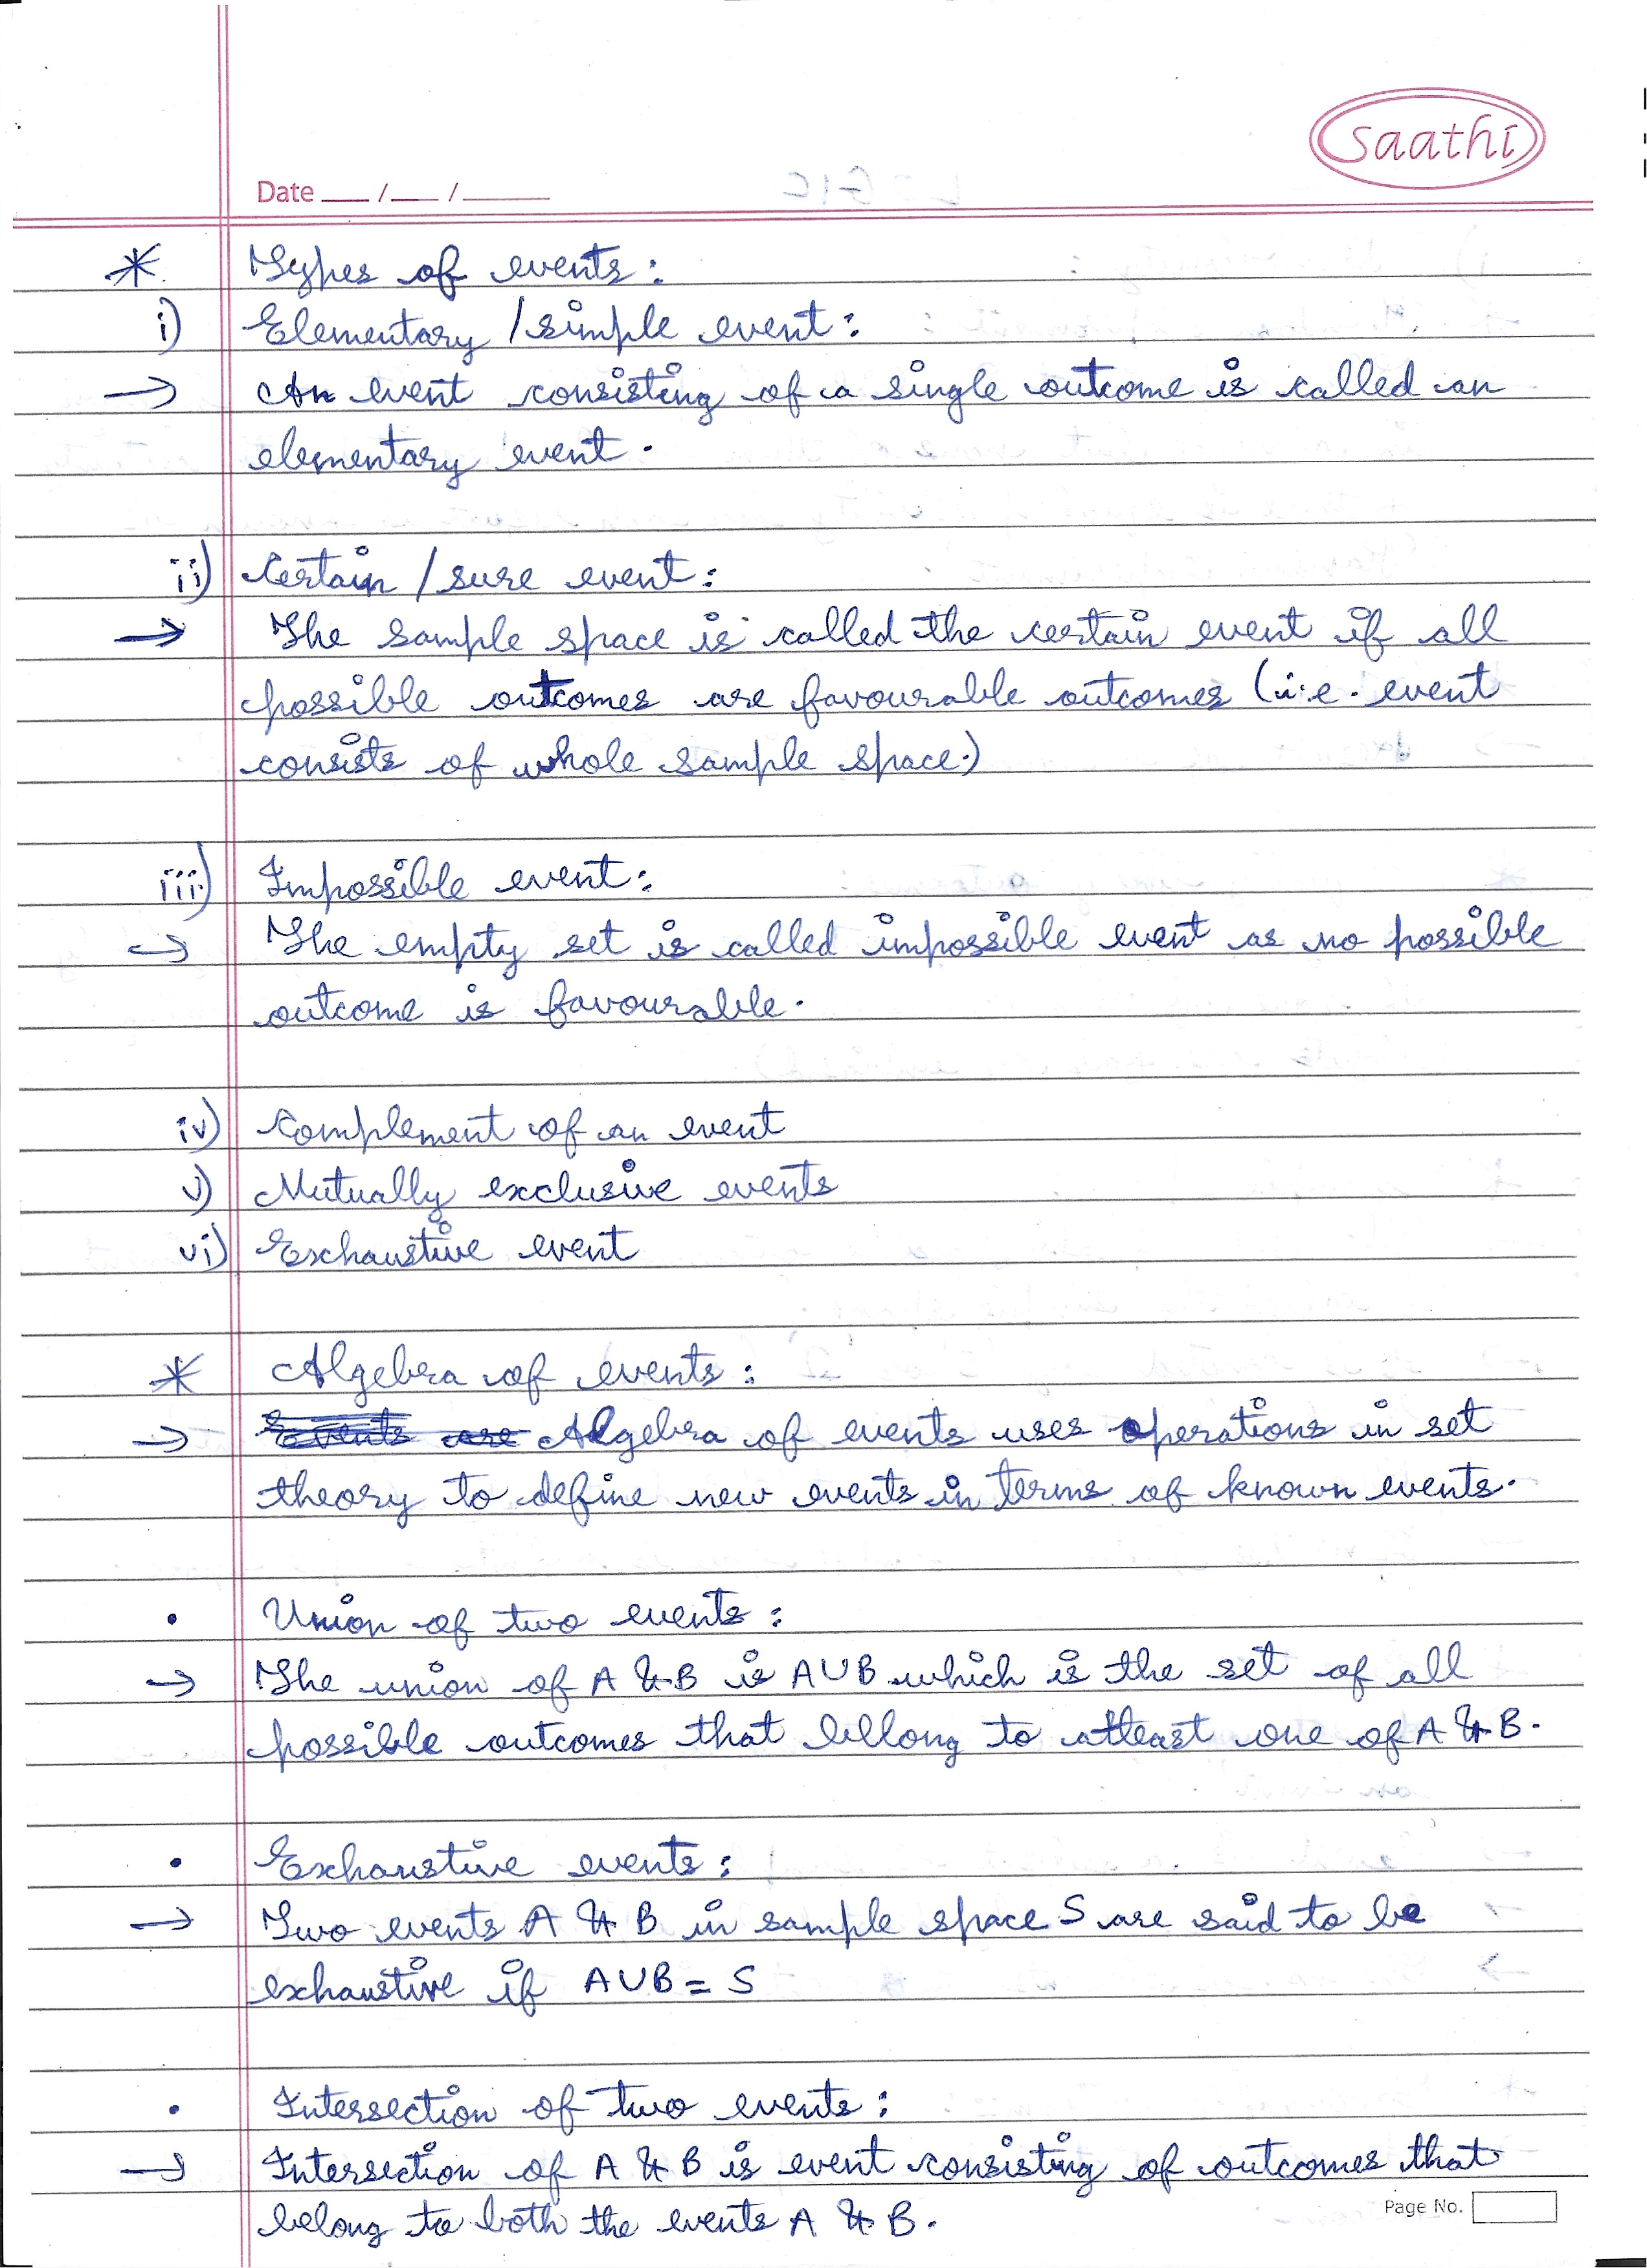 saathi
Date ___/___/_____
* Types of events:
i) Elementary / simple event:
→ An event consisting of a single outcome is called an
elementary event.
ii) Certain / sure event:
→ The sample space is called the certain event if all
possible outcomes are favourable outcomes (i.e. event
consists of whole sample space.)
iii) Impossible event:
→ The empty set is called impossible event as no possible
outcome is favourable.
iv) Complement of an event
v) Mutually exclusive events
vi) Exchaustive event
* Algebra of events:
→ Events are Algebra of events uses operations in set
theory to define new events in terms of known events.
• Union of two events:
→ The union of A & B is A∪B which is the set of all
possible outcomes that bellong to atleast one of A & B.
• Exhaustive events:
→ Two events A & B in sample space S are said to be
exhaustive if A∪B = S
• Intersection of two events:
→ Intersection of A & B is event consisting of outcomes that
belong to both the events A & B.
Page No.